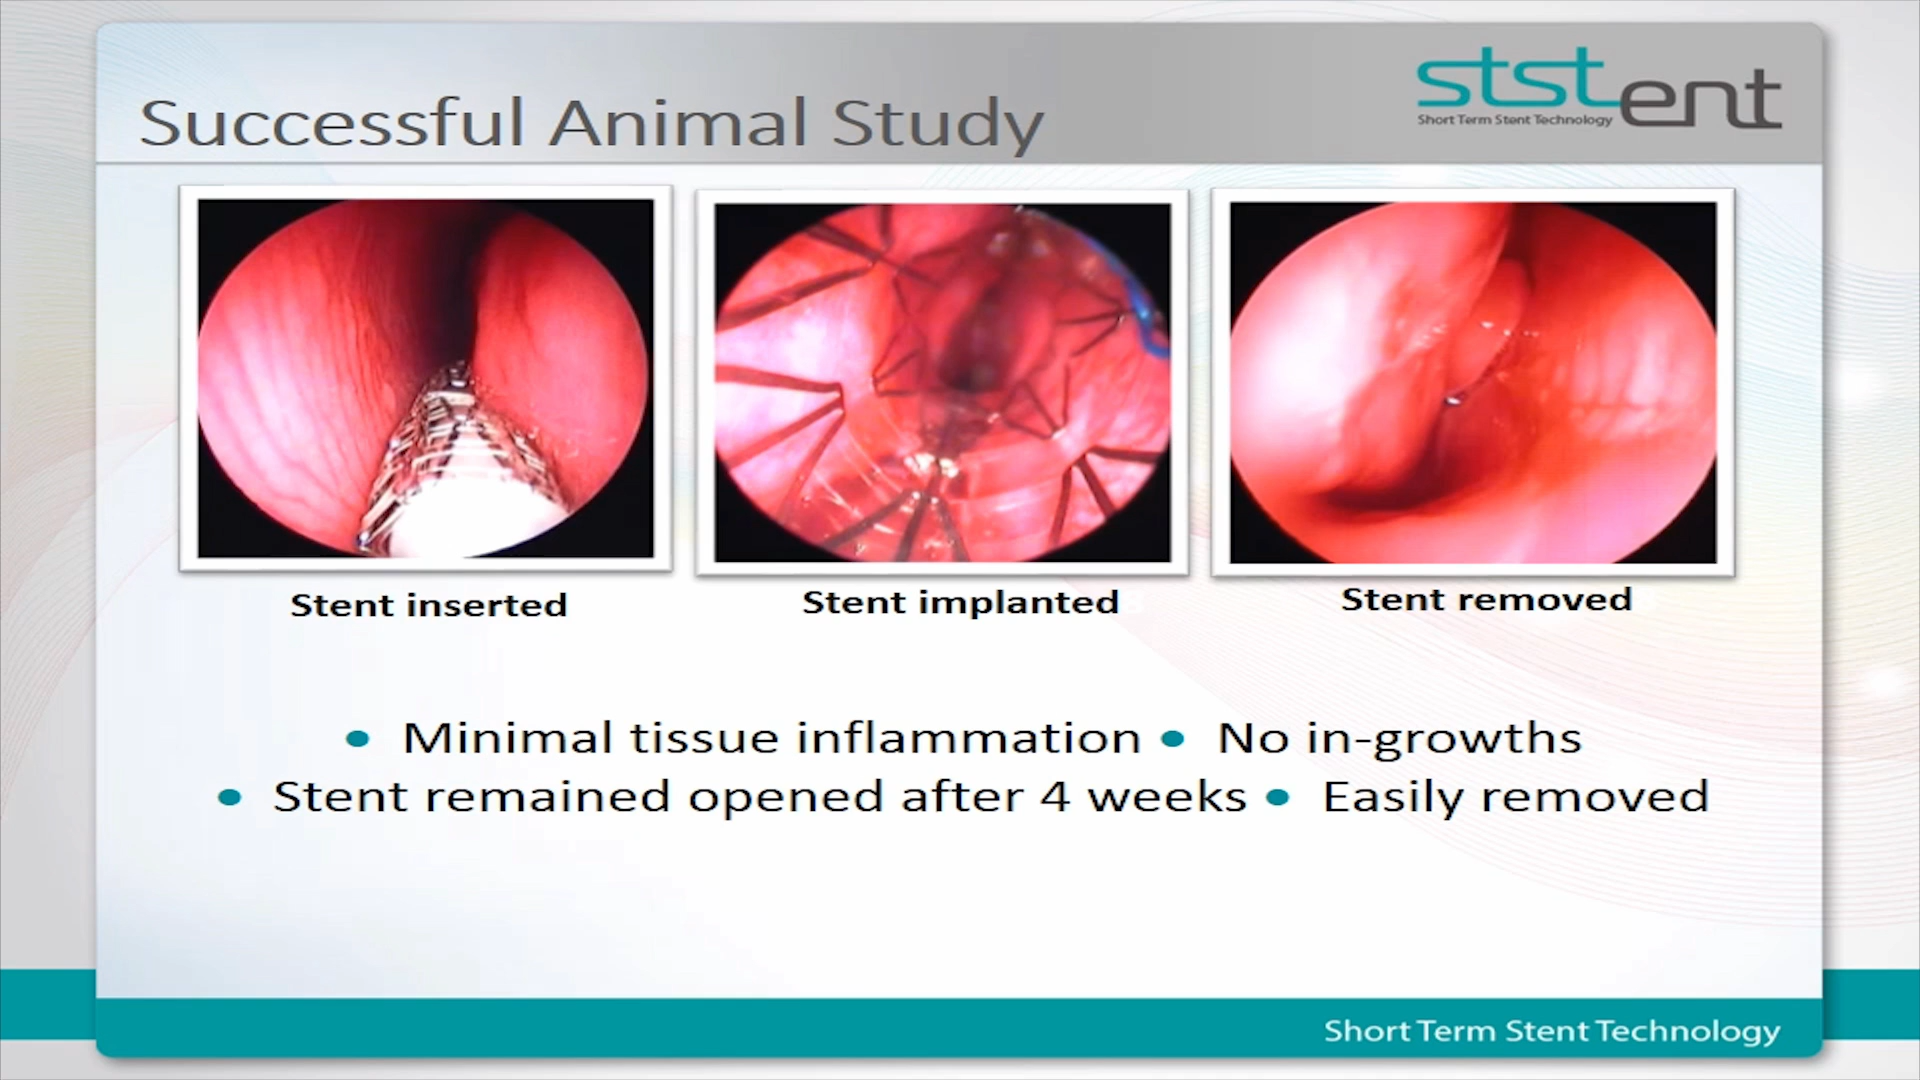 Successful Animal Study
ststent
Short Term Stent Technology
Stent inserted
Stent implanted
Stent removed
• Minimal tissue inflammation • No in-growths
• Stent remained opened after 4 weeks • Easily removed
Short Term Stent Technology